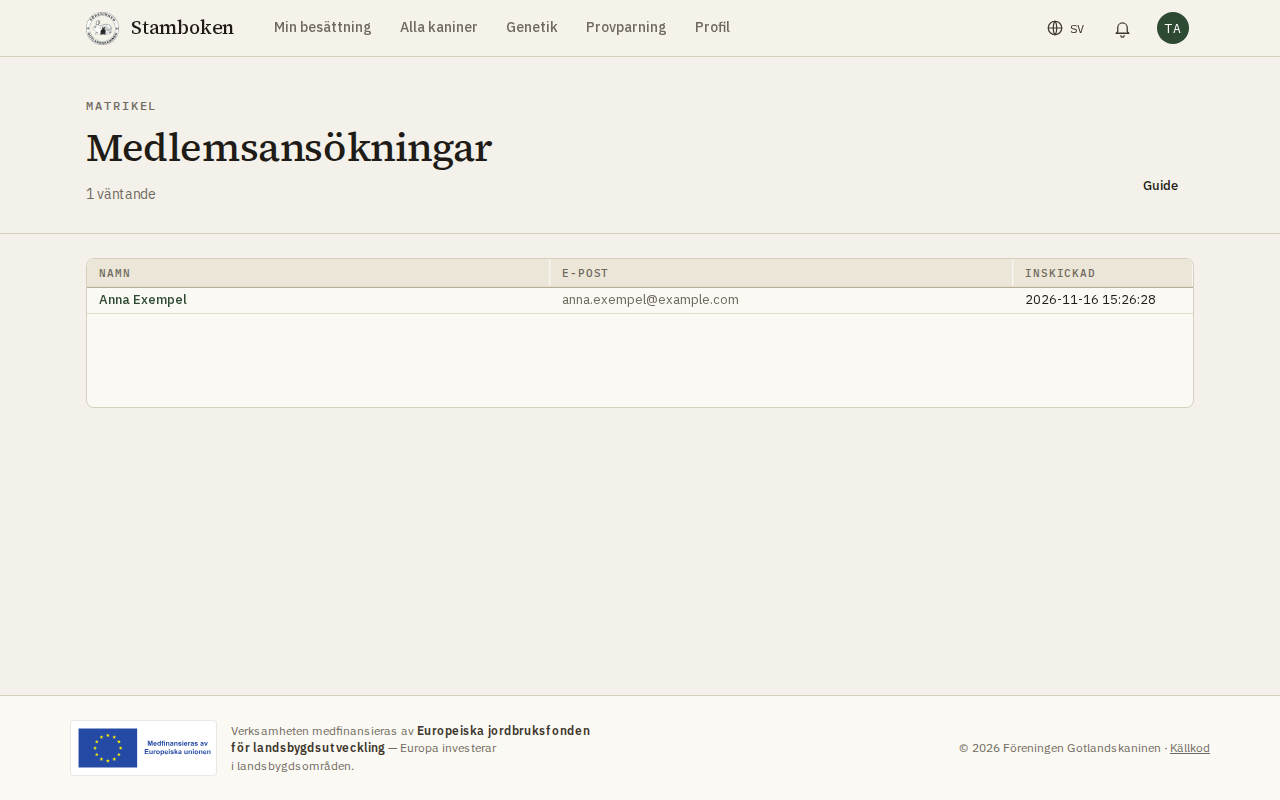 Stamboken
Min besättning
Alla kaniner
Genetik
Provparning
Profil
SV
TA
MATRIKEL
Medlemsansökningar
1 väntande
Guide
NAMN
E-POST
INSKICKAD
Anna Exempel
anna.exempel@example.com
2026-11-16 15:26:28
Medfinansieras av
Europeiska unionen
Verksamheten medfinansieras av Europeiska jordbruksfonden
för landsbygdsutveckling — Europa investerar
i landsbygdsområden.
© 2026 Föreningen Gotlandskaninen · Källkod